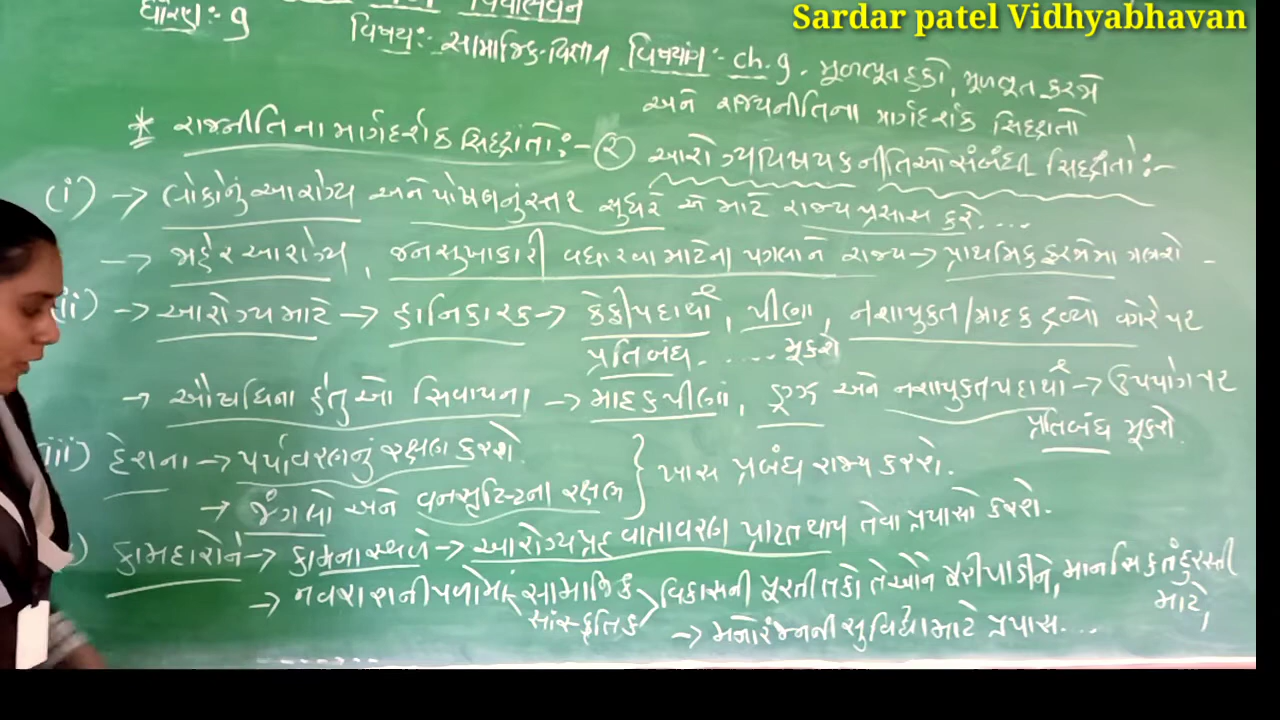 Sardar patel Vidhyabhavan
ધોરણ:- 9
વિષય:- સામાજિક-વિજ્ઞાન વિષયાંગ:- ch.9. મૂળભૂત હકો, મૂળભૂત ફરજો
અને રાજ્યનીતિના માર્ગદર્શક સિદ્ધાંતો
* રાજનીતિના માર્ગદર્શક સિદ્ધાંતો:- ② આરોગ્યવિષયક નીતિઓ સંબંધી સિદ્ધાંતો:-
(i) → લોકોનું આરોગ્ય અને પોષણનું સ્તર સુધરે એ માટે રાજ્ય પ્રયાસ કરે....
→ જાહેર આરોગ્ય, જનસુખાકારી વધારવા માટેના પગલાને રાજ્ય → પ્રાથમિક ફરજોમાં ગણશે -
ii) → આરોગ્ય માટે → હાનિકારક → કેફી પદાર્થો, પીણા, નશાયુક્ત/માદક દ્રવ્યો વગેરે પર
પ્રતિબંધ...... મૂકશે
→ ઔષધિના હેતુઓ સિવાયના → માદક પીણાં, ડ્રગ્ઝ અને નશાયુક્ત પદાર્થો → ઉપયોગ પર
પ્રતિબંધ મૂકશે.
iii) દેશના → પર્યાવરણનું રક્ષણ કરશે.
→ જંગલો અને વનસૃષ્ટિના રક્ષણ } ખાસ પ્રબંધ રાજ્ય કરશે.
) કામદારોને → કામના સ્થળે → આરોગ્યપ્રદ વાતાવરણ પ્રાપ્ત થાય તેવા પ્રયાસો કરશે.
→ નવરાશની પળોમાં < સામાજિક
સાંસ્કૃતિક > વિકાસની પૂરતી તકો તેઓને પૂરી પાડીને, માનસિક તંદુરસ્તી
માટે,
→ મનોરંજનની સુવિધા માટે પ્રયાસ...